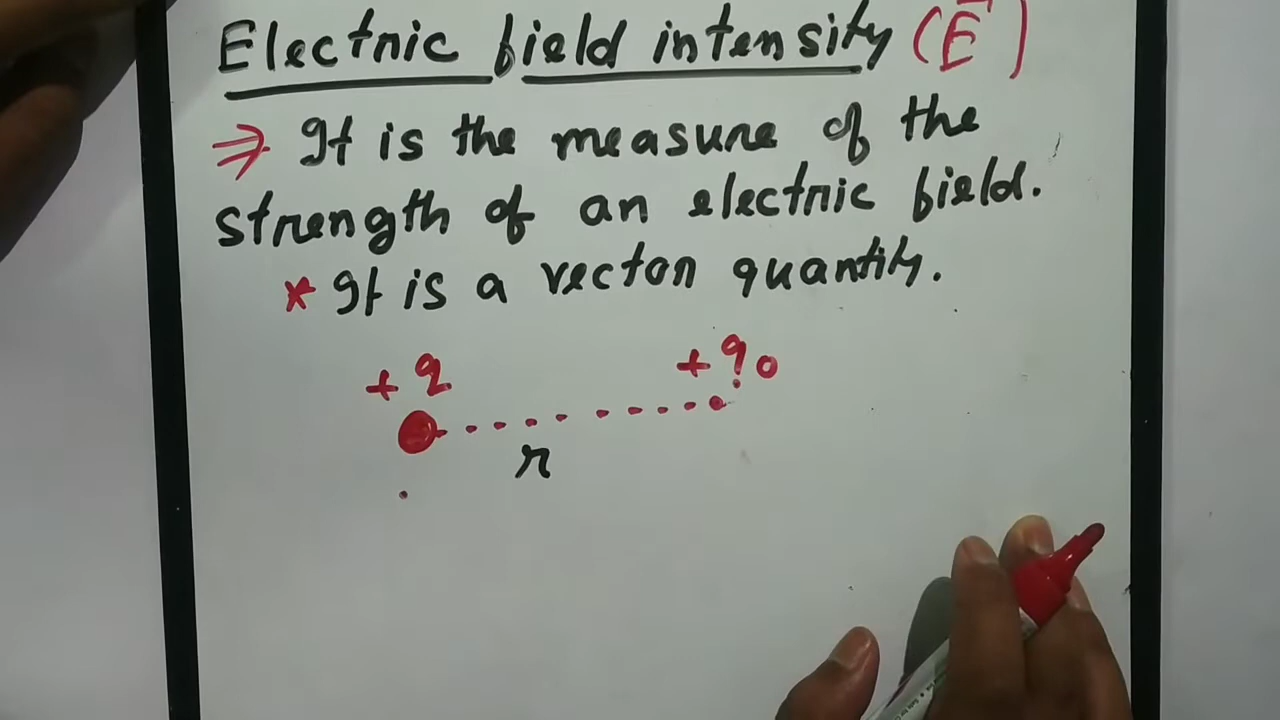 Electric field intensity (E⃗)
⇒ It is the measure of the
strength of an electric field.
* It is a vector quantity.
+q +q₀
r